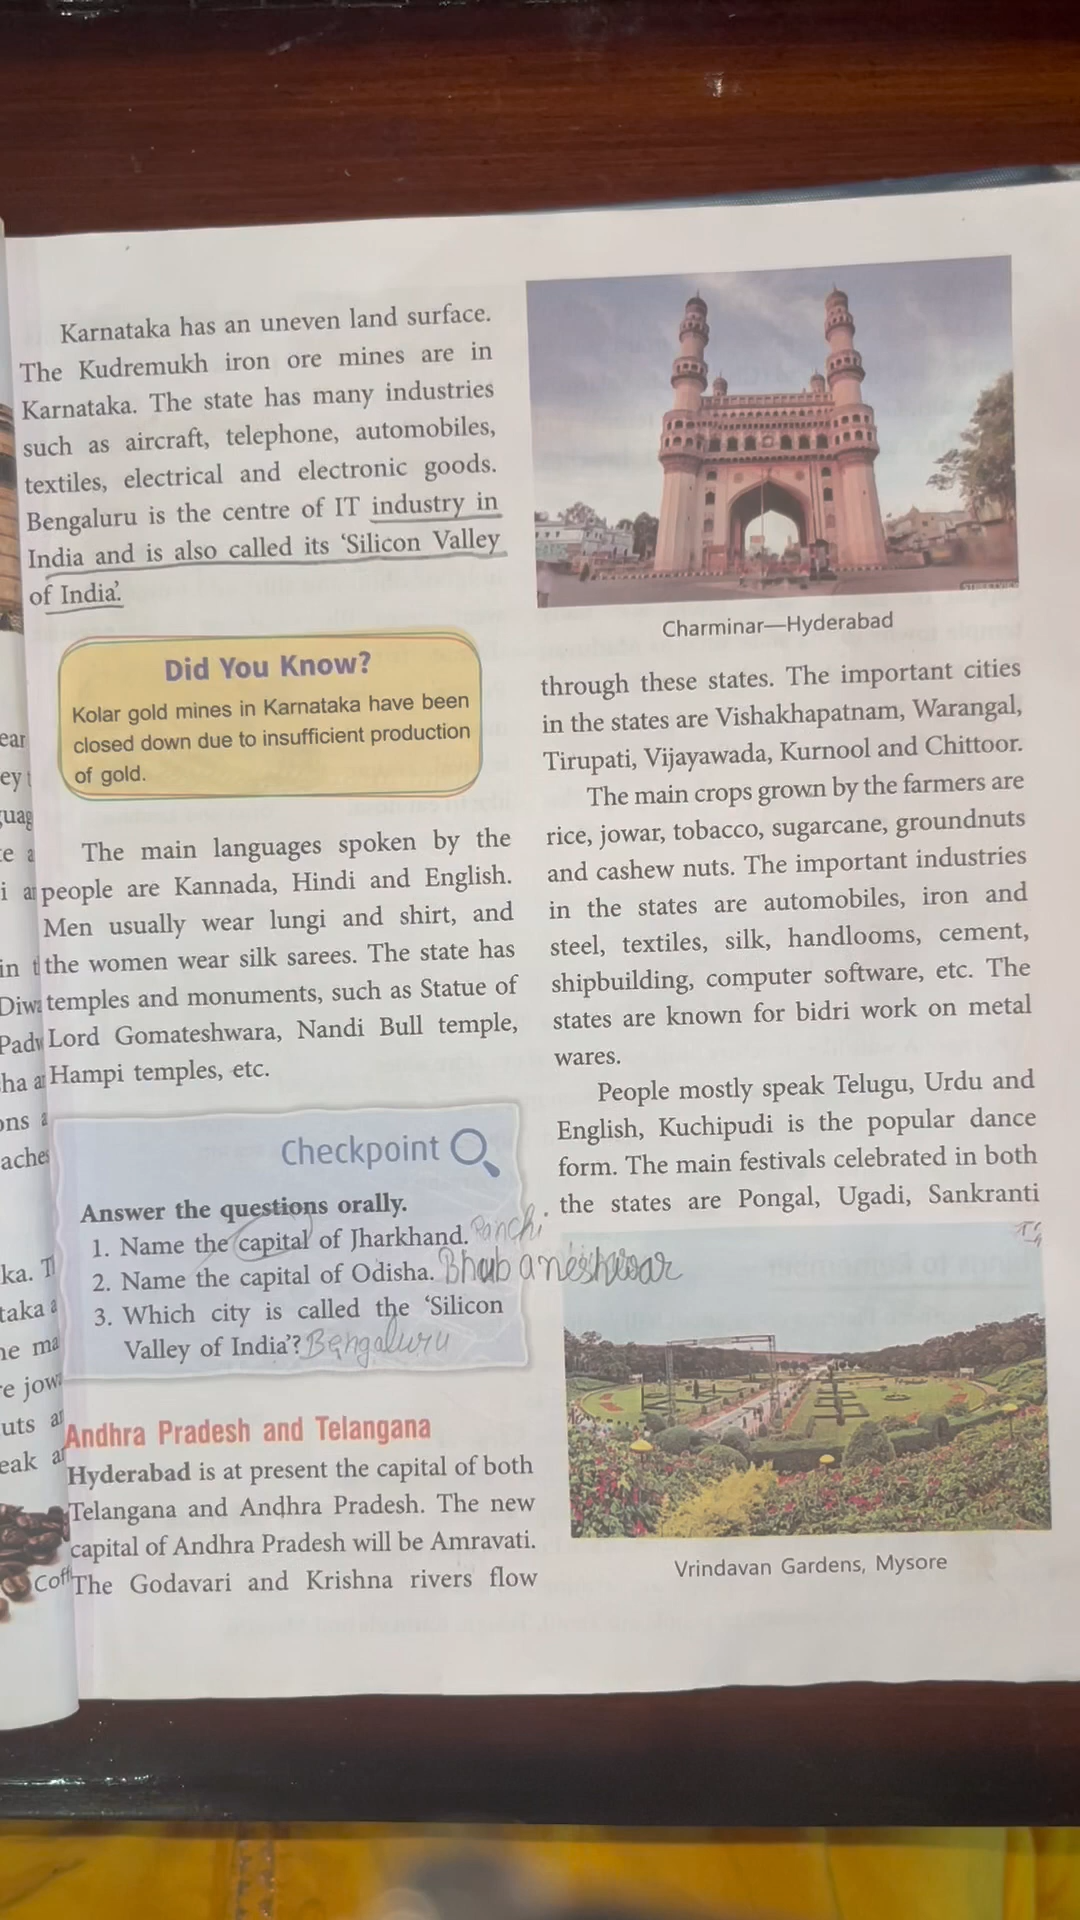 Karnataka has an uneven land surface.
The Kudremukh iron ore mines are in
Karnataka. The state has many industries
such as aircraft, telephone, automobiles,
textiles, electrical and electronic goods.
Bengaluru is the centre of IT industry in
India and is also called its ‘Silicon Valley
of India’.
Did You Know?
Kolar gold mines in Karnataka have been
closed down due to insufficient production
of gold.
The main languages spoken by the
people are Kannada, Hindi and English.
Men usually wear lungi and shirt, and
the women wear silk sarees. The state has
temples and monuments, such as Statue of
Lord Gomateshwara, Nandi Bull temple,
Hampi temples, etc.
Checkpoint
Answer the questions orally.
1. Name the capital of Jharkhand. Ranchi
2. Name the capital of Odisha. Bhubaneshwar
3. Which city is called the ‘Silicon
Valley of India’? Bengaluru
Andhra Pradesh and Telangana
Hyderabad is at present the capital of both
Telangana and Andhra Pradesh. The new
capital of Andhra Pradesh will be Amravati.
The Godavari and Krishna rivers flow
Charminar—Hyderabad
through these states. The important cities
in the states are Vishakhapatnam, Warangal,
Tirupati, Vijayawada, Kurnool and Chittoor.
The main crops grown by the farmers are
rice, jowar, tobacco, sugarcane, groundnuts
and cashew nuts. The important industries
in the states are automobiles, iron and
steel, textiles, silk, handlooms, cement,
shipbuilding, computer software, etc. The
states are known for bidri work on metal
wares.
People mostly speak Telugu, Urdu and
English, Kuchipudi is the popular dance
form. The main festivals celebrated in both
the states are Pongal, Ugadi, Sankranti
Vrindavan Gardens, Mysore